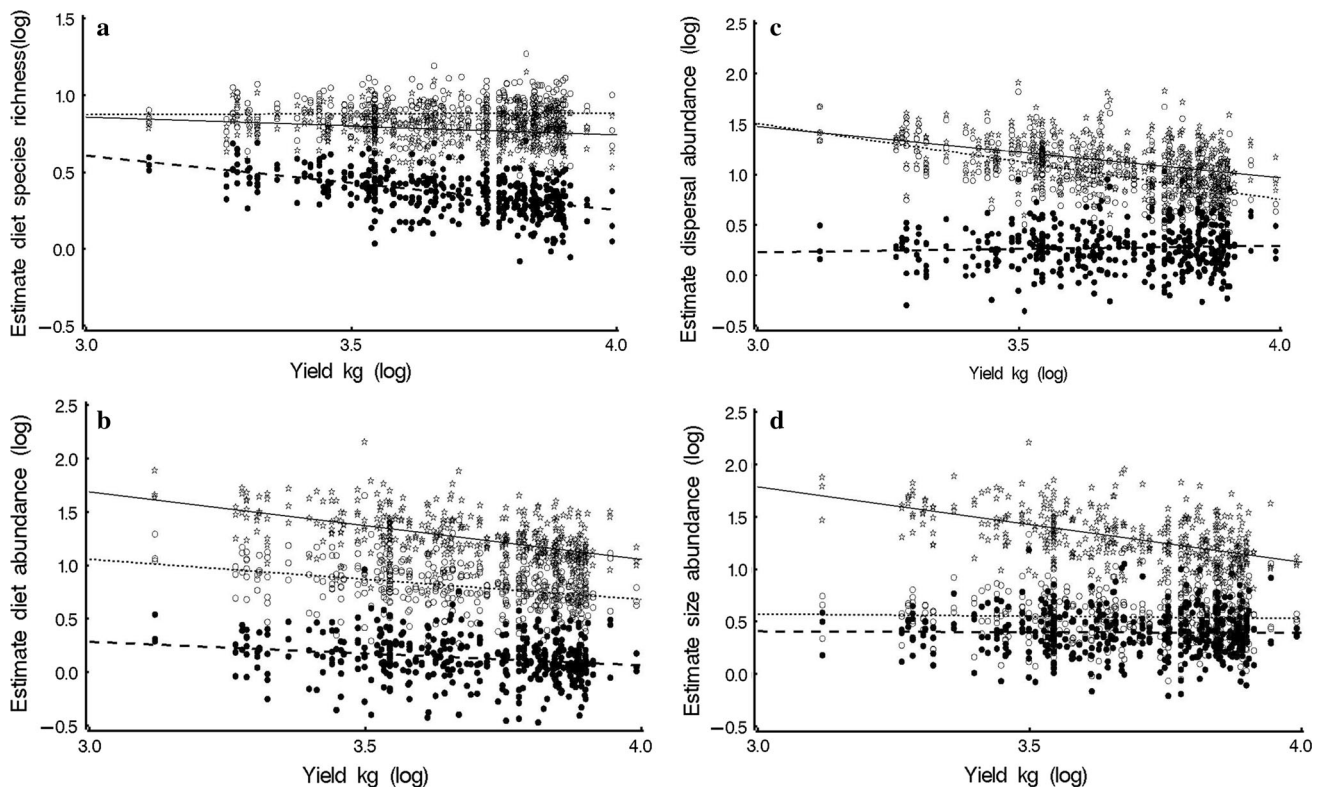 a
Estimate diet species richness(log)
1.5
1.0
0.5
0.0
−0.5
3.0 3.5 4.0
Yield kg (log)
c
Estimate dispersal abundance (log)
2.5
2.0
1.5
1.0
0.5
0.0
−0.5
3.0 3.5 4.0
Yield kg (log)
b
Estimate diet abundance (log)
2.5
2.0
1.5
1.0
0.5
0.0
−0.5
3.0 3.5 4.0
Yield kg (log)
d
Estimate size abundance (log)
2.5
2.0
1.5
1.0
0.5
0.0
−0.5
3.0 3.5 4.0
Yield kg (log)